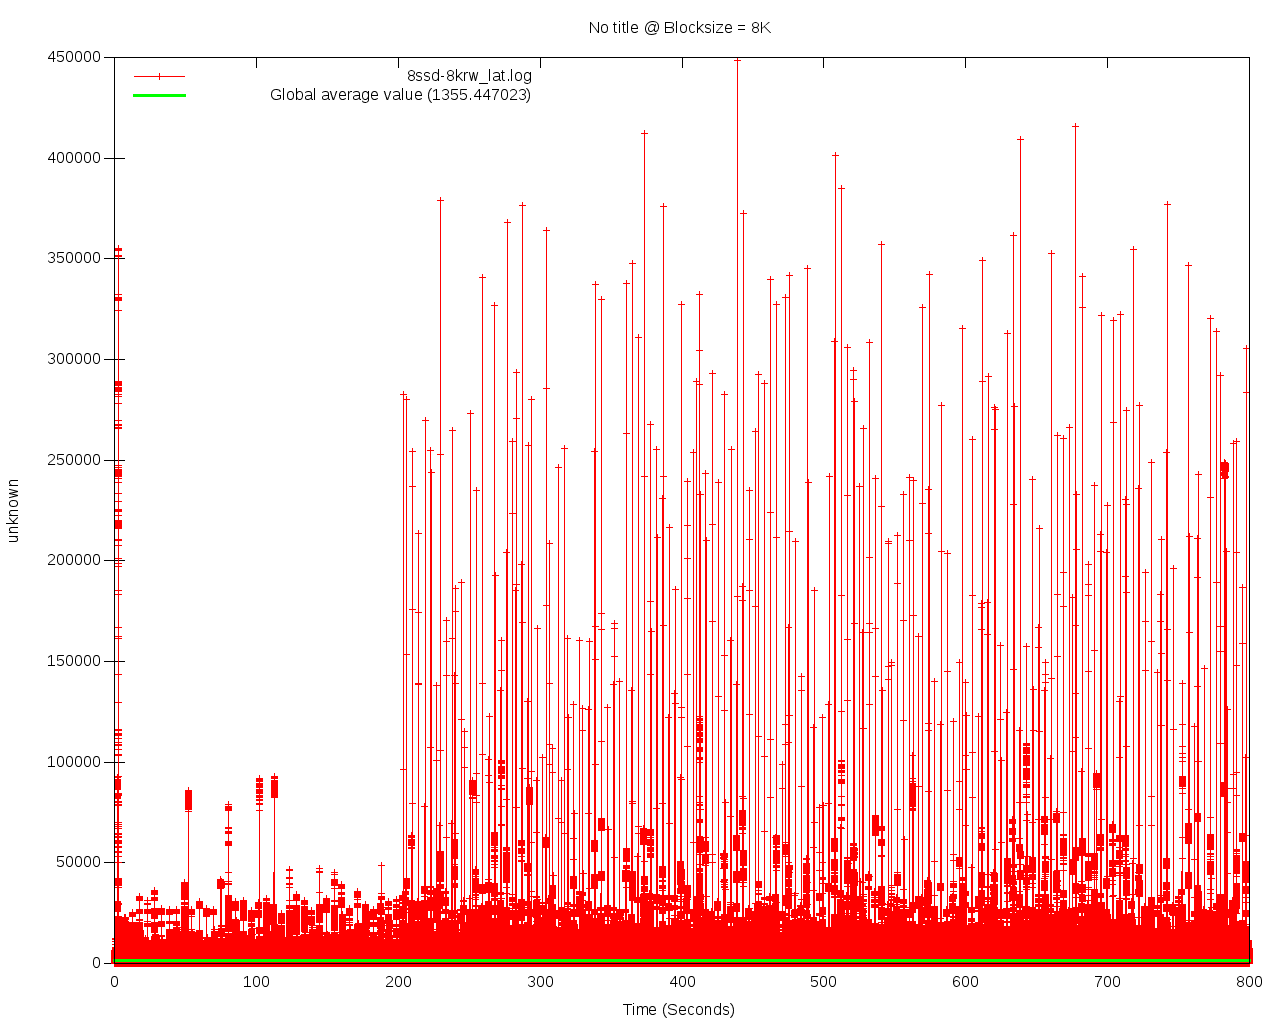 No title @ Blocksize = 8K
450000
8ssd-8krw_lat.log
Global average value (1355.447023)
400000
350000
300000
250000
unknown
200000
150000
100000
50000
0
0 100 200 300 400 500 600 700 800
Time (Seconds)